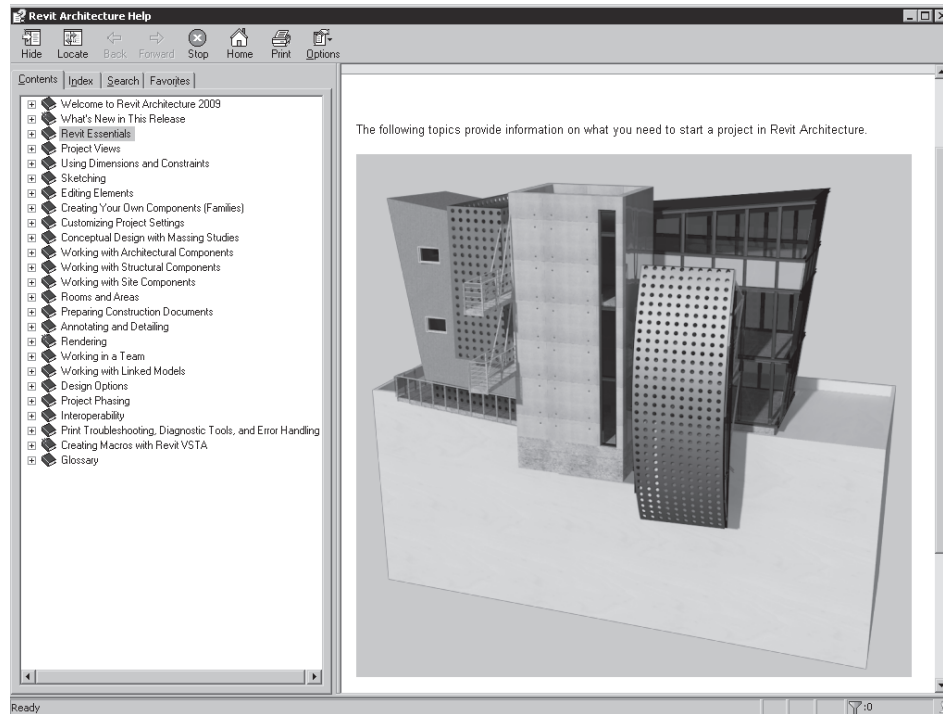 Revit Architecture Help
Hide Locate Back Forward Stop Home Print Options
Contents Index Search Favorites
Welcome to Revit Architecture 2009
What's New in This Release
Revit Essentials
Project Views
Using Dimensions and Constraints
Sketching
Editing Elements
Creating Your Own Components (Families)
Customizing Project Settings
Conceptual Design with Massing Studies
Working with Architectural Components
Working with Structural Components
Working with Site Components
Rooms and Areas
Preparing Construction Documents
Annotating and Detailing
Rendering
Working in a Team
Working with Linked Models
Design Options
Project Phasing
Interoperability
Print Troubleshooting, Diagnostic Tools, and Error Handling
Creating Macros with Revit VSTA
Glossary
The following topics provide information on what you need to start a project in Revit Architecture.
Ready
:0